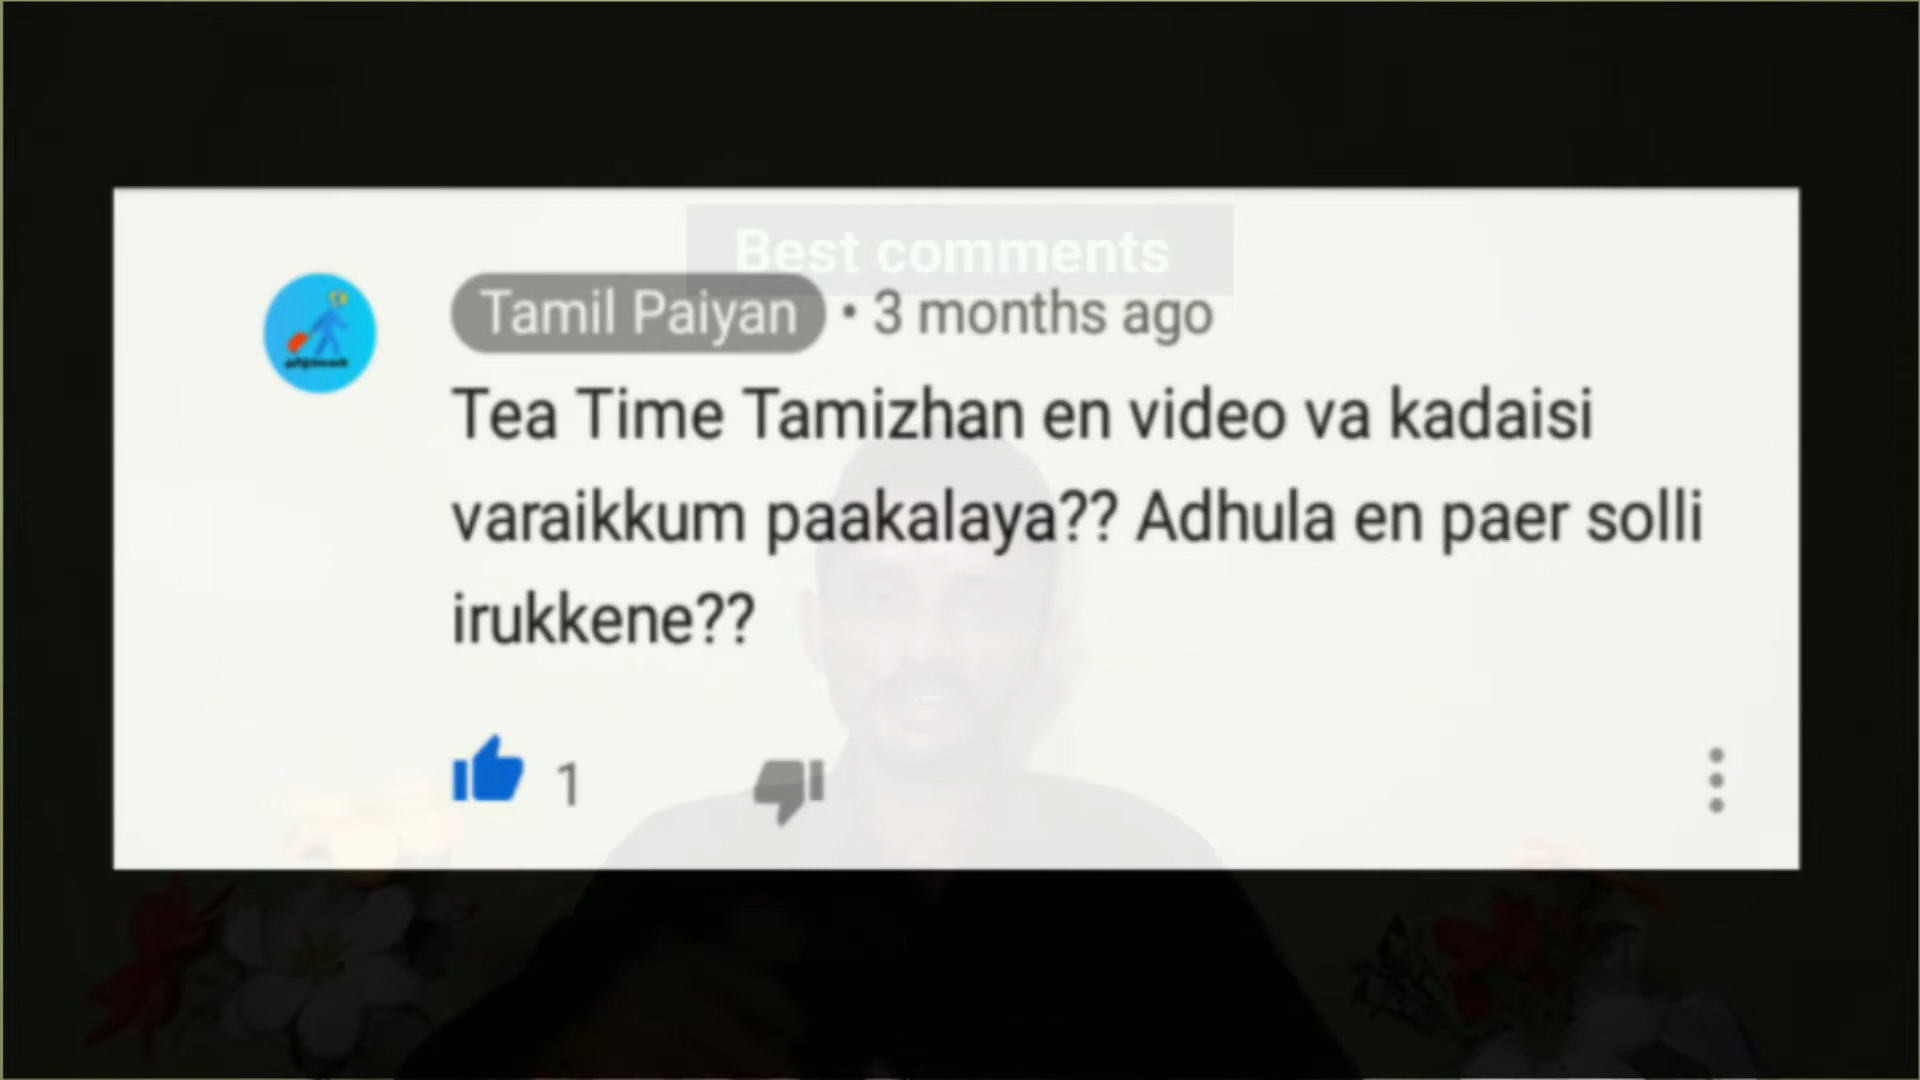 Best comments
Tamil Paiyan • 3 months ago
Tea Time Tamizhan en video va kadaisi
varaikkum paakalaya?? Adhula en paer solli
irukkene??
1